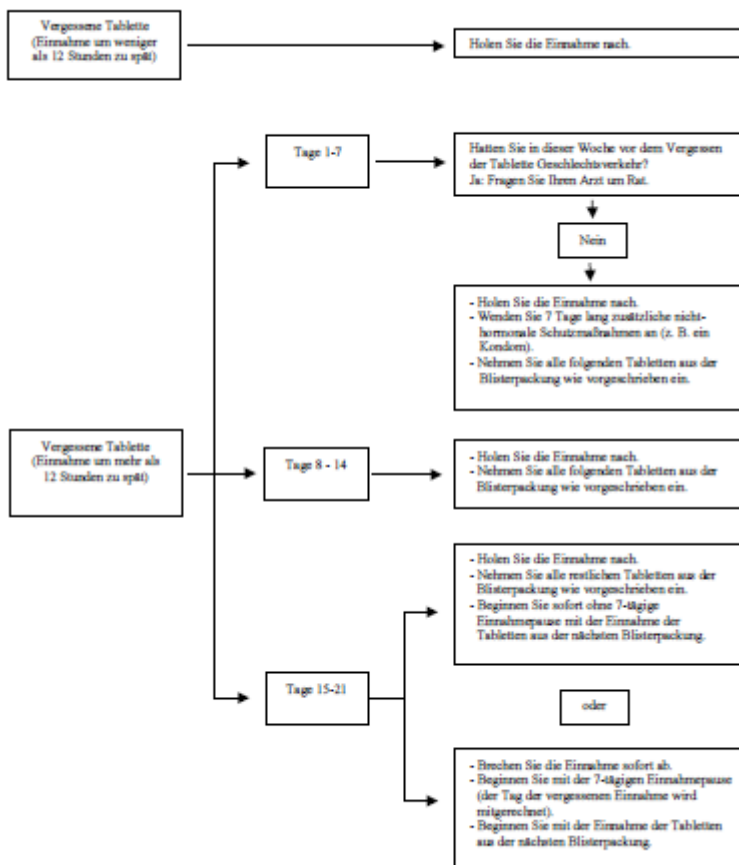 Vergessene Tablette
(Einnahme um weniger
als 12 Stunden zu spät)
Holen Sie die Einnahme nach.
Tage 1-7
Hatten Sie in dieser Woche vor dem Vergessen
der Tablette Geschlechtsverkehr?
Ja: Fragen Sie Ihren Arzt um Rat.
Nein
- Holen Sie die Einnahme nach.
- Wenden Sie 7 Tage lang zusätzliche nicht-
hormonale Schutzmaßnahmen an (z. B. ein
Kondom).
- Nehmen Sie alle folgenden Tabletten aus der
Blisterpackung wie vorgeschrieben ein.
Vergessene Tablette
(Einnahme um mehr als
12 Stunden zu spät)
Tage 8 - 14
- Holen Sie die Einnahme nach.
- Nehmen Sie alle folgenden Tabletten aus der
Blisterpackung wie vorgeschrieben ein.
Tage 15-21
- Holen Sie die Einnahme nach.
- Nehmen Sie alle restlichen Tabletten aus der
Blisterpackung wie vorgeschrieben ein.
- Beginnen Sie sofort ohne 7-tägige
Einnahmepause mit der Einnahme der
Tabletten aus der nächsten Blisterpackung.
oder
- Brechen Sie die Einnahme sofort ab.
- Beginnen Sie mit der 7-tägigen Einnahmepause
(der Tag der vergessenen Einnahme wird
mitgerechnet).
- Beginnen Sie mit der Einnahme der Tabletten
aus der nächsten Blisterpackung.